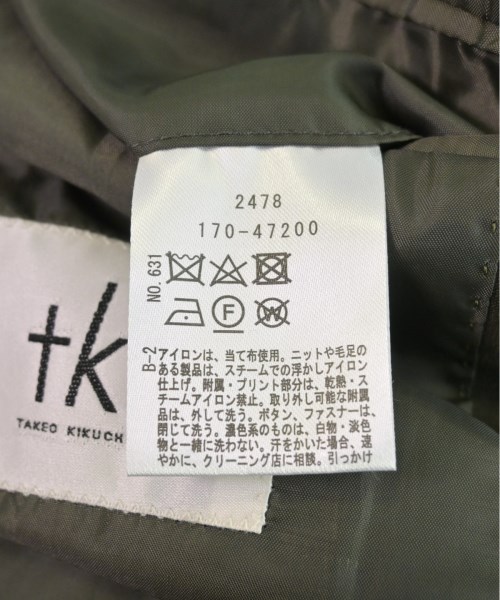 2478
170-47200
NO. 631
F
W
B-2
アイロンは、当て布使用。ニットや毛足の
ある製品は、スチームでの浮かしアイロン
仕上げ。附属・プリント部分は、乾熱・ス
チームアイロン禁止。取り外し可能な附属
品は、外して洗う。ボタン、ファスナーは、
閉じて洗う。濃色系のものは、白物・淡色
物と一緒に洗わない。汗をかいた場合、速
やかに、クリーニング店に相談。引っかけ
tk
TAKEO KIKUCH